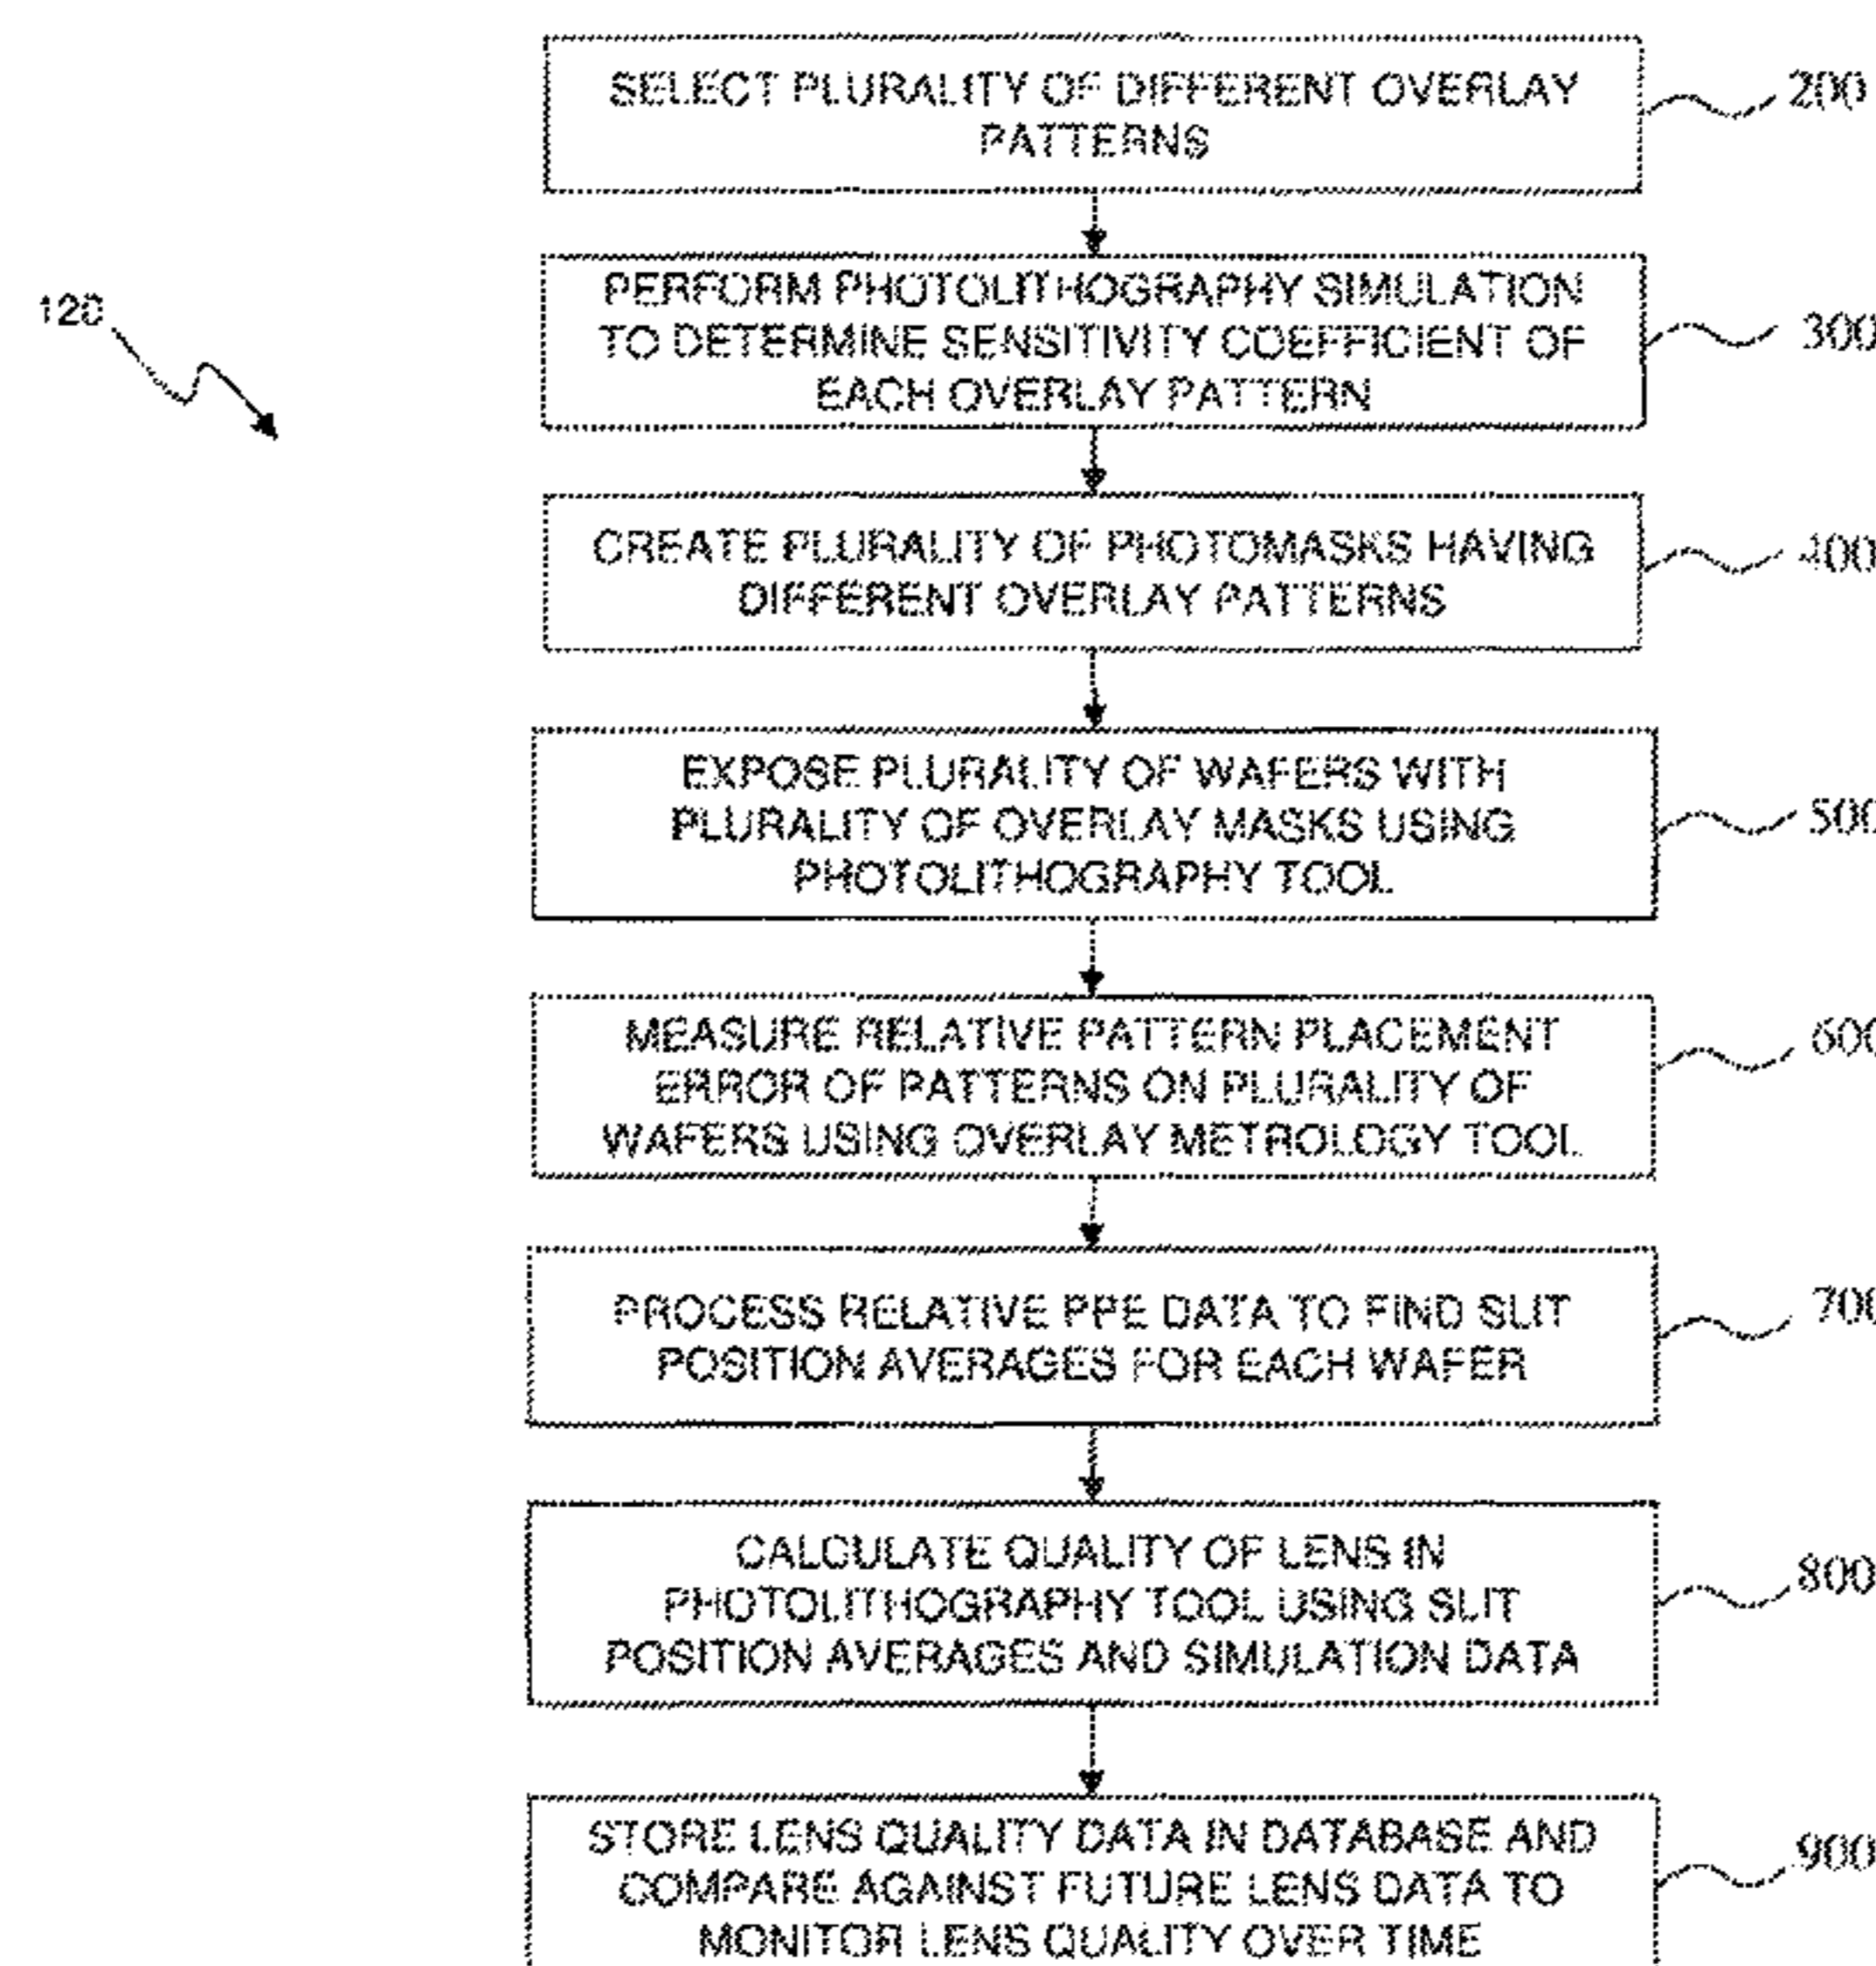 SELECT PLURALITY OF DIFFERENT OVERLAY
PATTERNS
200
PERFORM PHOTOLITHOGRAPHY SIMULATION
TO DETERMINE SENSITIVITY COEFFICIENT OF
EACH OVERLAY PATTERN
300
120
CREATE PLURALITY OF PHOTOMASKS HAVING
DIFFERENT OVERLAY PATTERNS
400
EXPOSE PLURALITY OF WAFERS WITH
PLURALITY OF OVERLAY MASKS USING
PHOTOLITHOGRAPHY TOOL
500
MEASURE RELATIVE PATTERN PLACEMENT
ERROR OF PATTERNS ON PLURALITY OF
WAFERS USING OVERLAY METROLOGY TOOL
600
PROCESS RELATIVE PPE DATA TO FIND SLIT
POSITION AVERAGES FOR EACH WAFER
700
CALCULATE QUALITY OF LENS IN
PHOTOLITHOGRAPHY TOOL USING SLIT
POSITION AVERAGES AND SIMULATION DATA
800
STORE LENS QUALITY DATA IN DATABASE AND
COMPARE AGAINST FUTURE LENS DATA TO
MONITOR LENS QUALITY OVER TIME
900